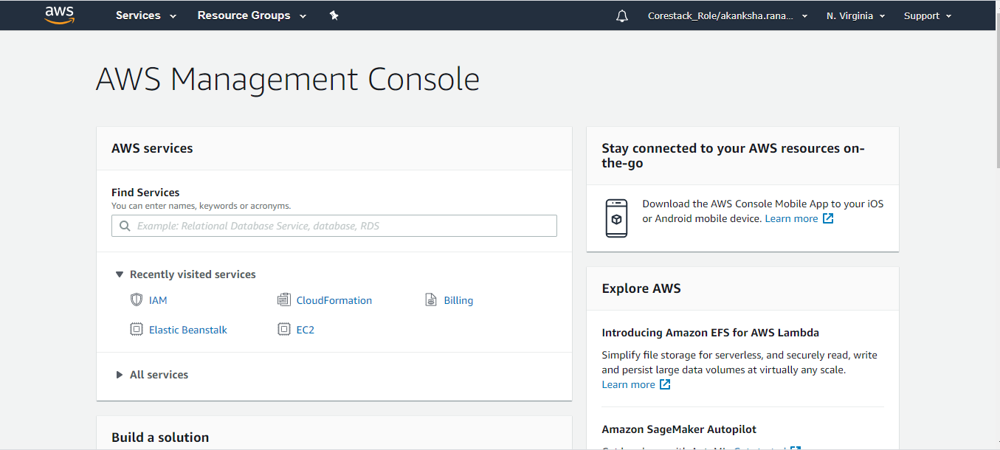 aws Services Resource Groups Corestack_Role/akanksha.rana... N. Virginia Support
AWS Management Console
AWS services
Find Services
You can enter names, keywords or acronyms.
Example: Relational Database Service, database, RDS
Recently visited services
IAM CloudFormation Billing
Elastic Beanstalk EC2
All services
Build a solution
Stay connected to your AWS resources on-
the-go
Download the AWS Console Mobile App to your iOS
or Android mobile device. Learn more
Explore AWS
Introducing Amazon EFS for AWS Lambda
Simplify file storage for serverless, and securely read, write
and persist large data volumes at virtually any scale.
Learn more
Amazon SageMaker Autopilot